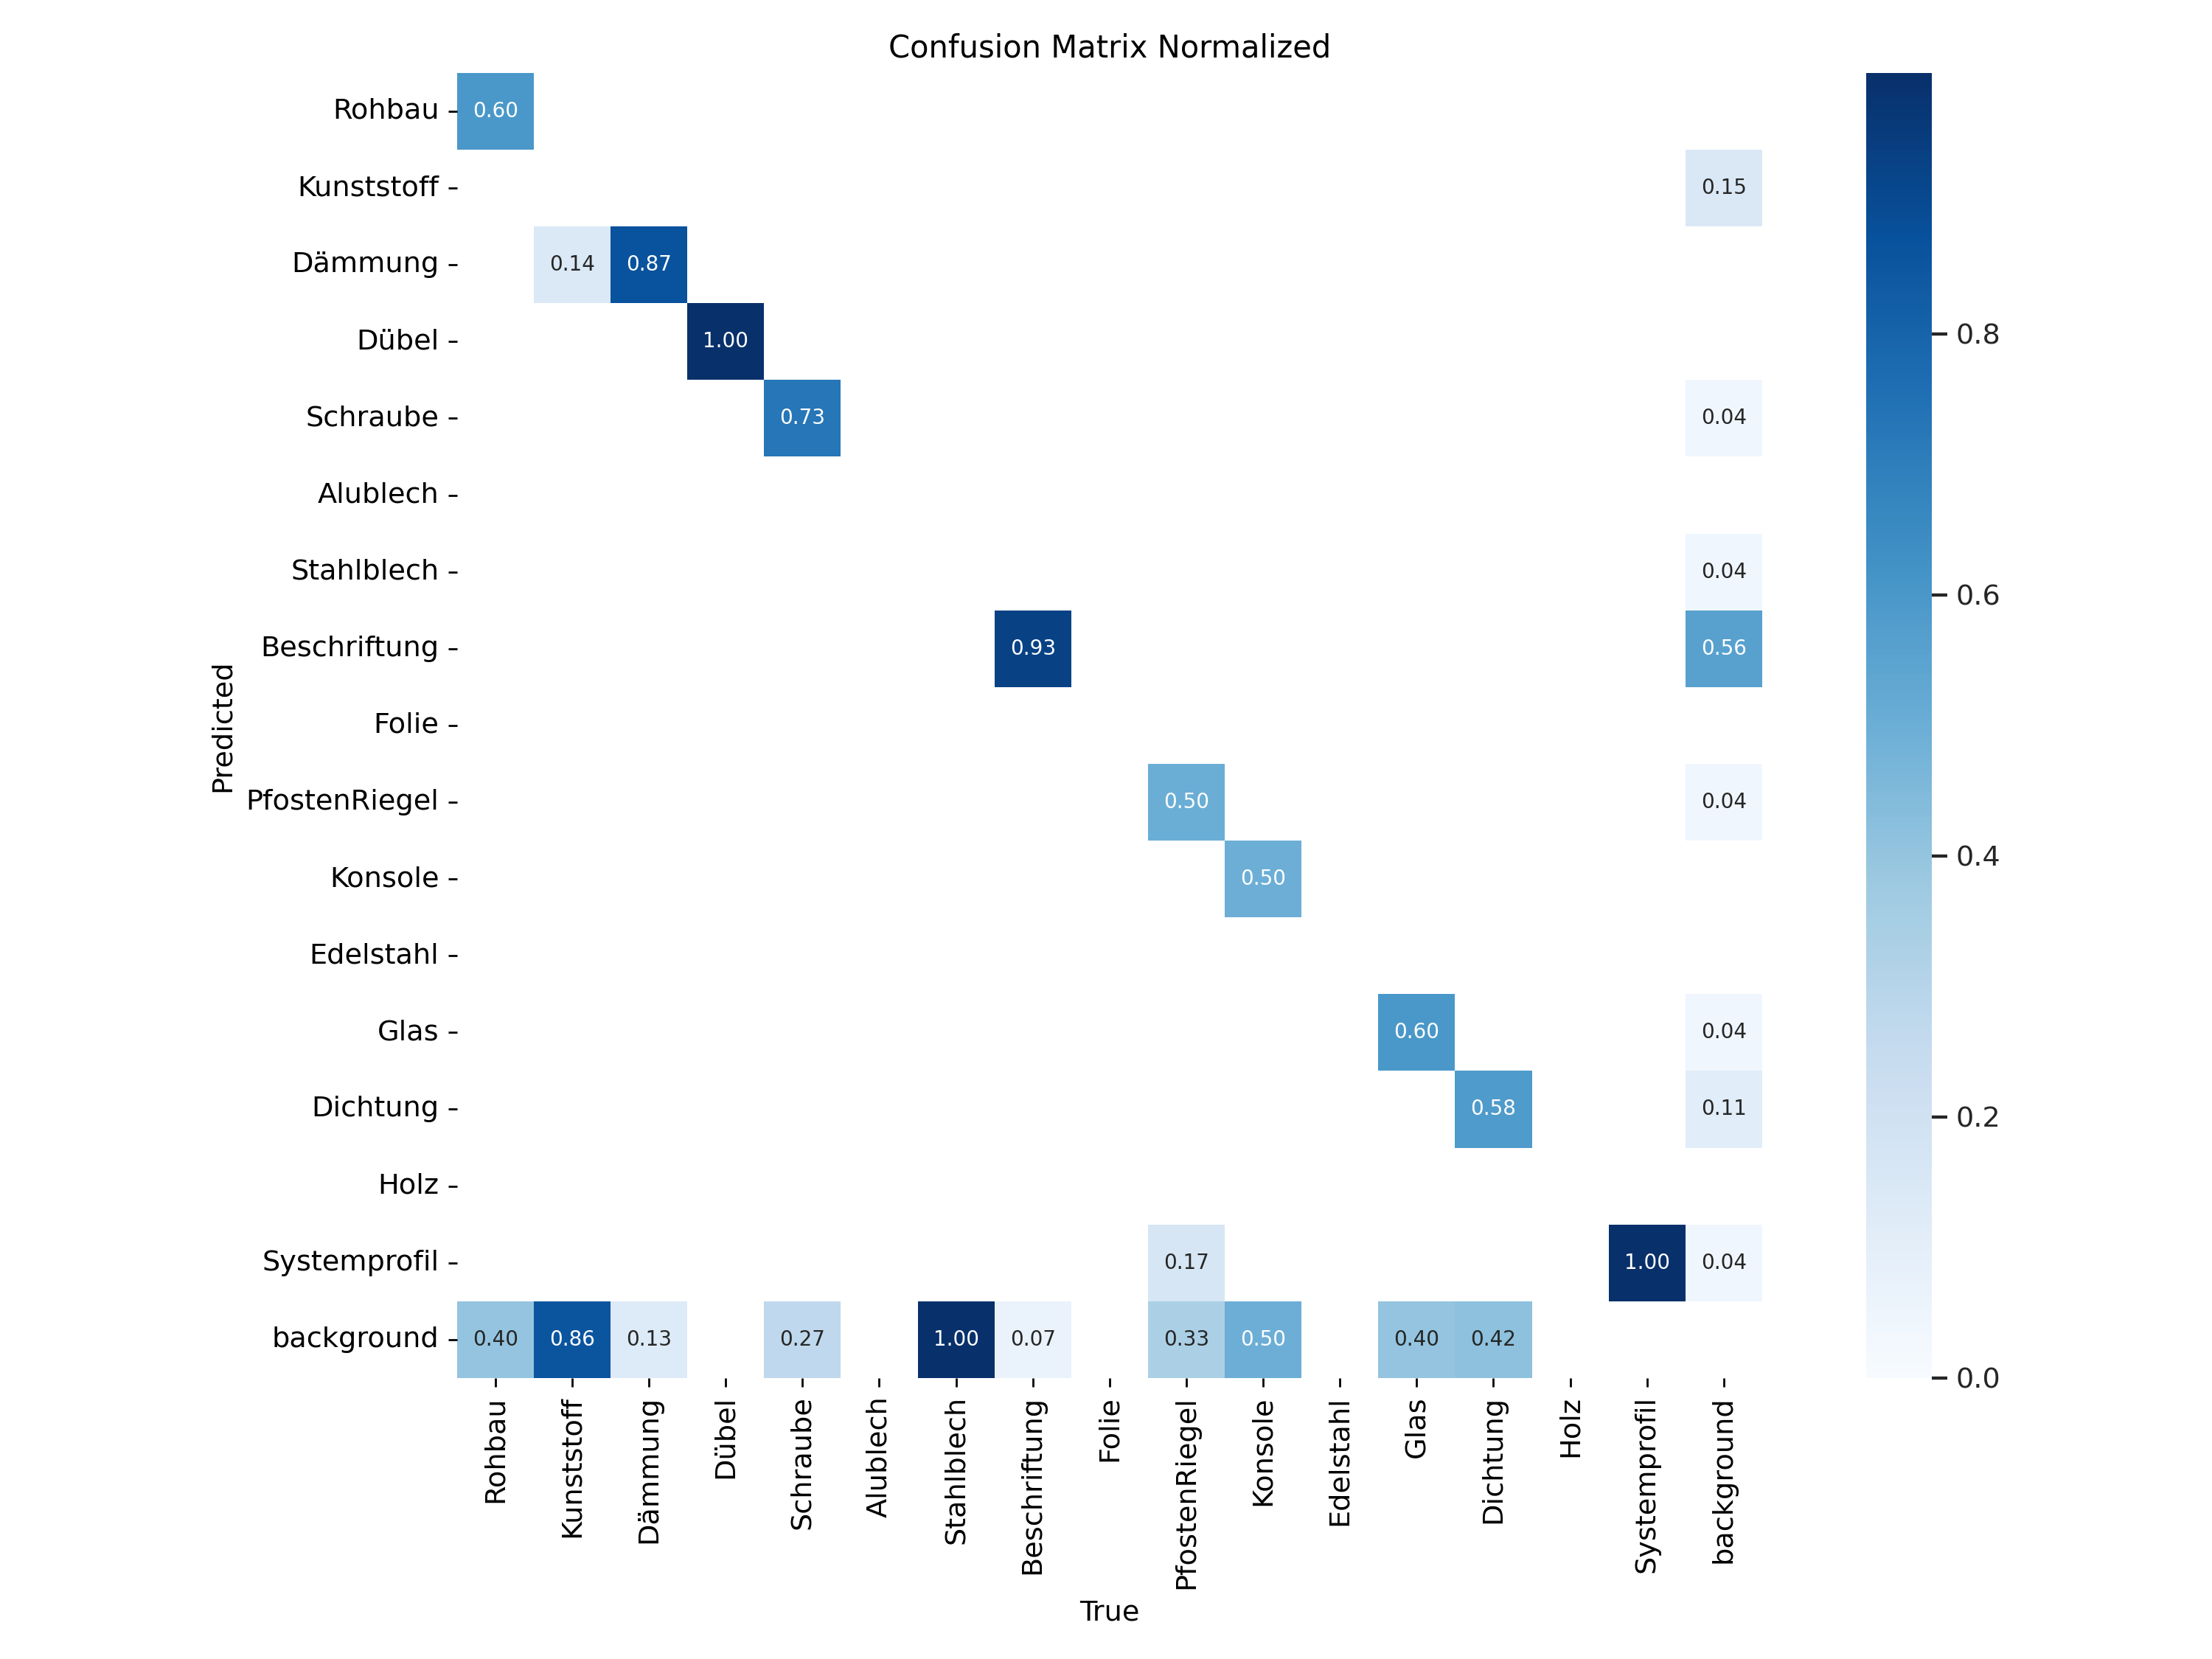 Confusion Matrix Normalized
Rohbau
Kunststoff
Dämmung
Dübel
Schraube
Alublech
Stahlblech
Beschriftung
Folie
PfostenRiegel
Konsole
Edelstahl
Glas
Dichtung
Holz
Systemprofil
background
Predicted
0.60
0.15
0.14 0.87
1.00
0.73 0.04
0.04
0.93 0.56
0.50 0.04
0.50
0.60 0.04
0.58 0.11
0.17 1.00 0.04
0.40 0.86 0.13 0.27 1.00 0.07 0.33 0.50 0.40 0.42
Rohbau
Kunststoff
Dämmung
Dübel
Schraube
Alublech
Stahlblech
Beschriftung
Folie
PfostenRiegel
Konsole
Edelstahl
Glas
Dichtung
Holz
Systemprofil
background
True
0.8
0.6
0.4
0.2
0.0